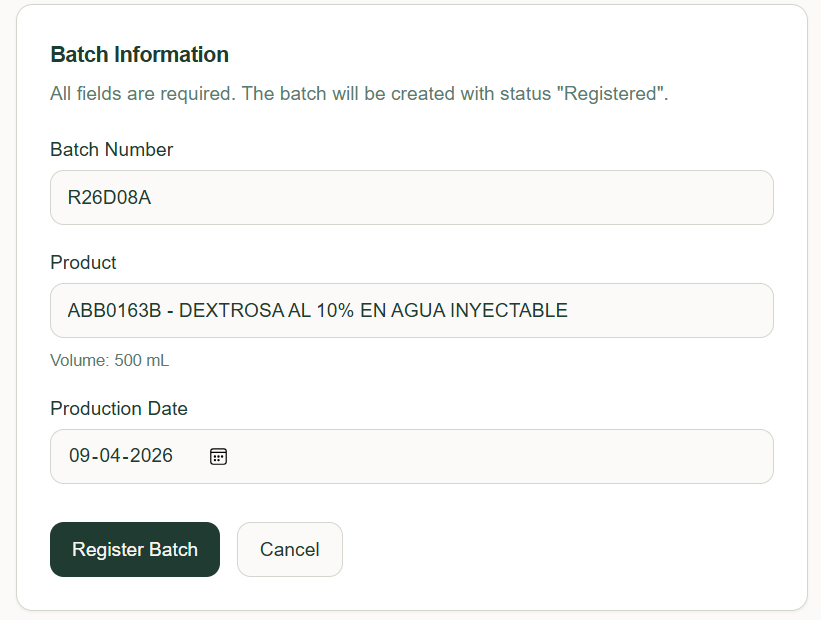 Batch Information
All fields are required. The batch will be created with status "Registered".
Batch Number
R26D08A
Product
ABB0163B - DEXTROSA AL 10% EN AGUA INYECTABLE
Volume: 500 mL
Production Date
09-04-2026
Register Batch
Cancel